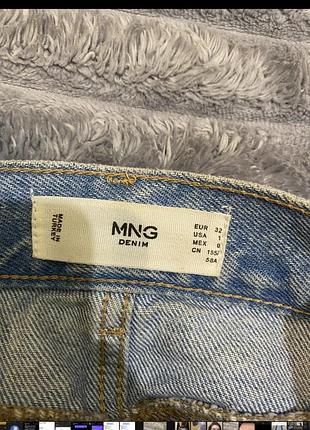 MADE IN
TURKEY
MNG
DENIM
EUR 32
USA 1
MEX 0
CN 155/
58A